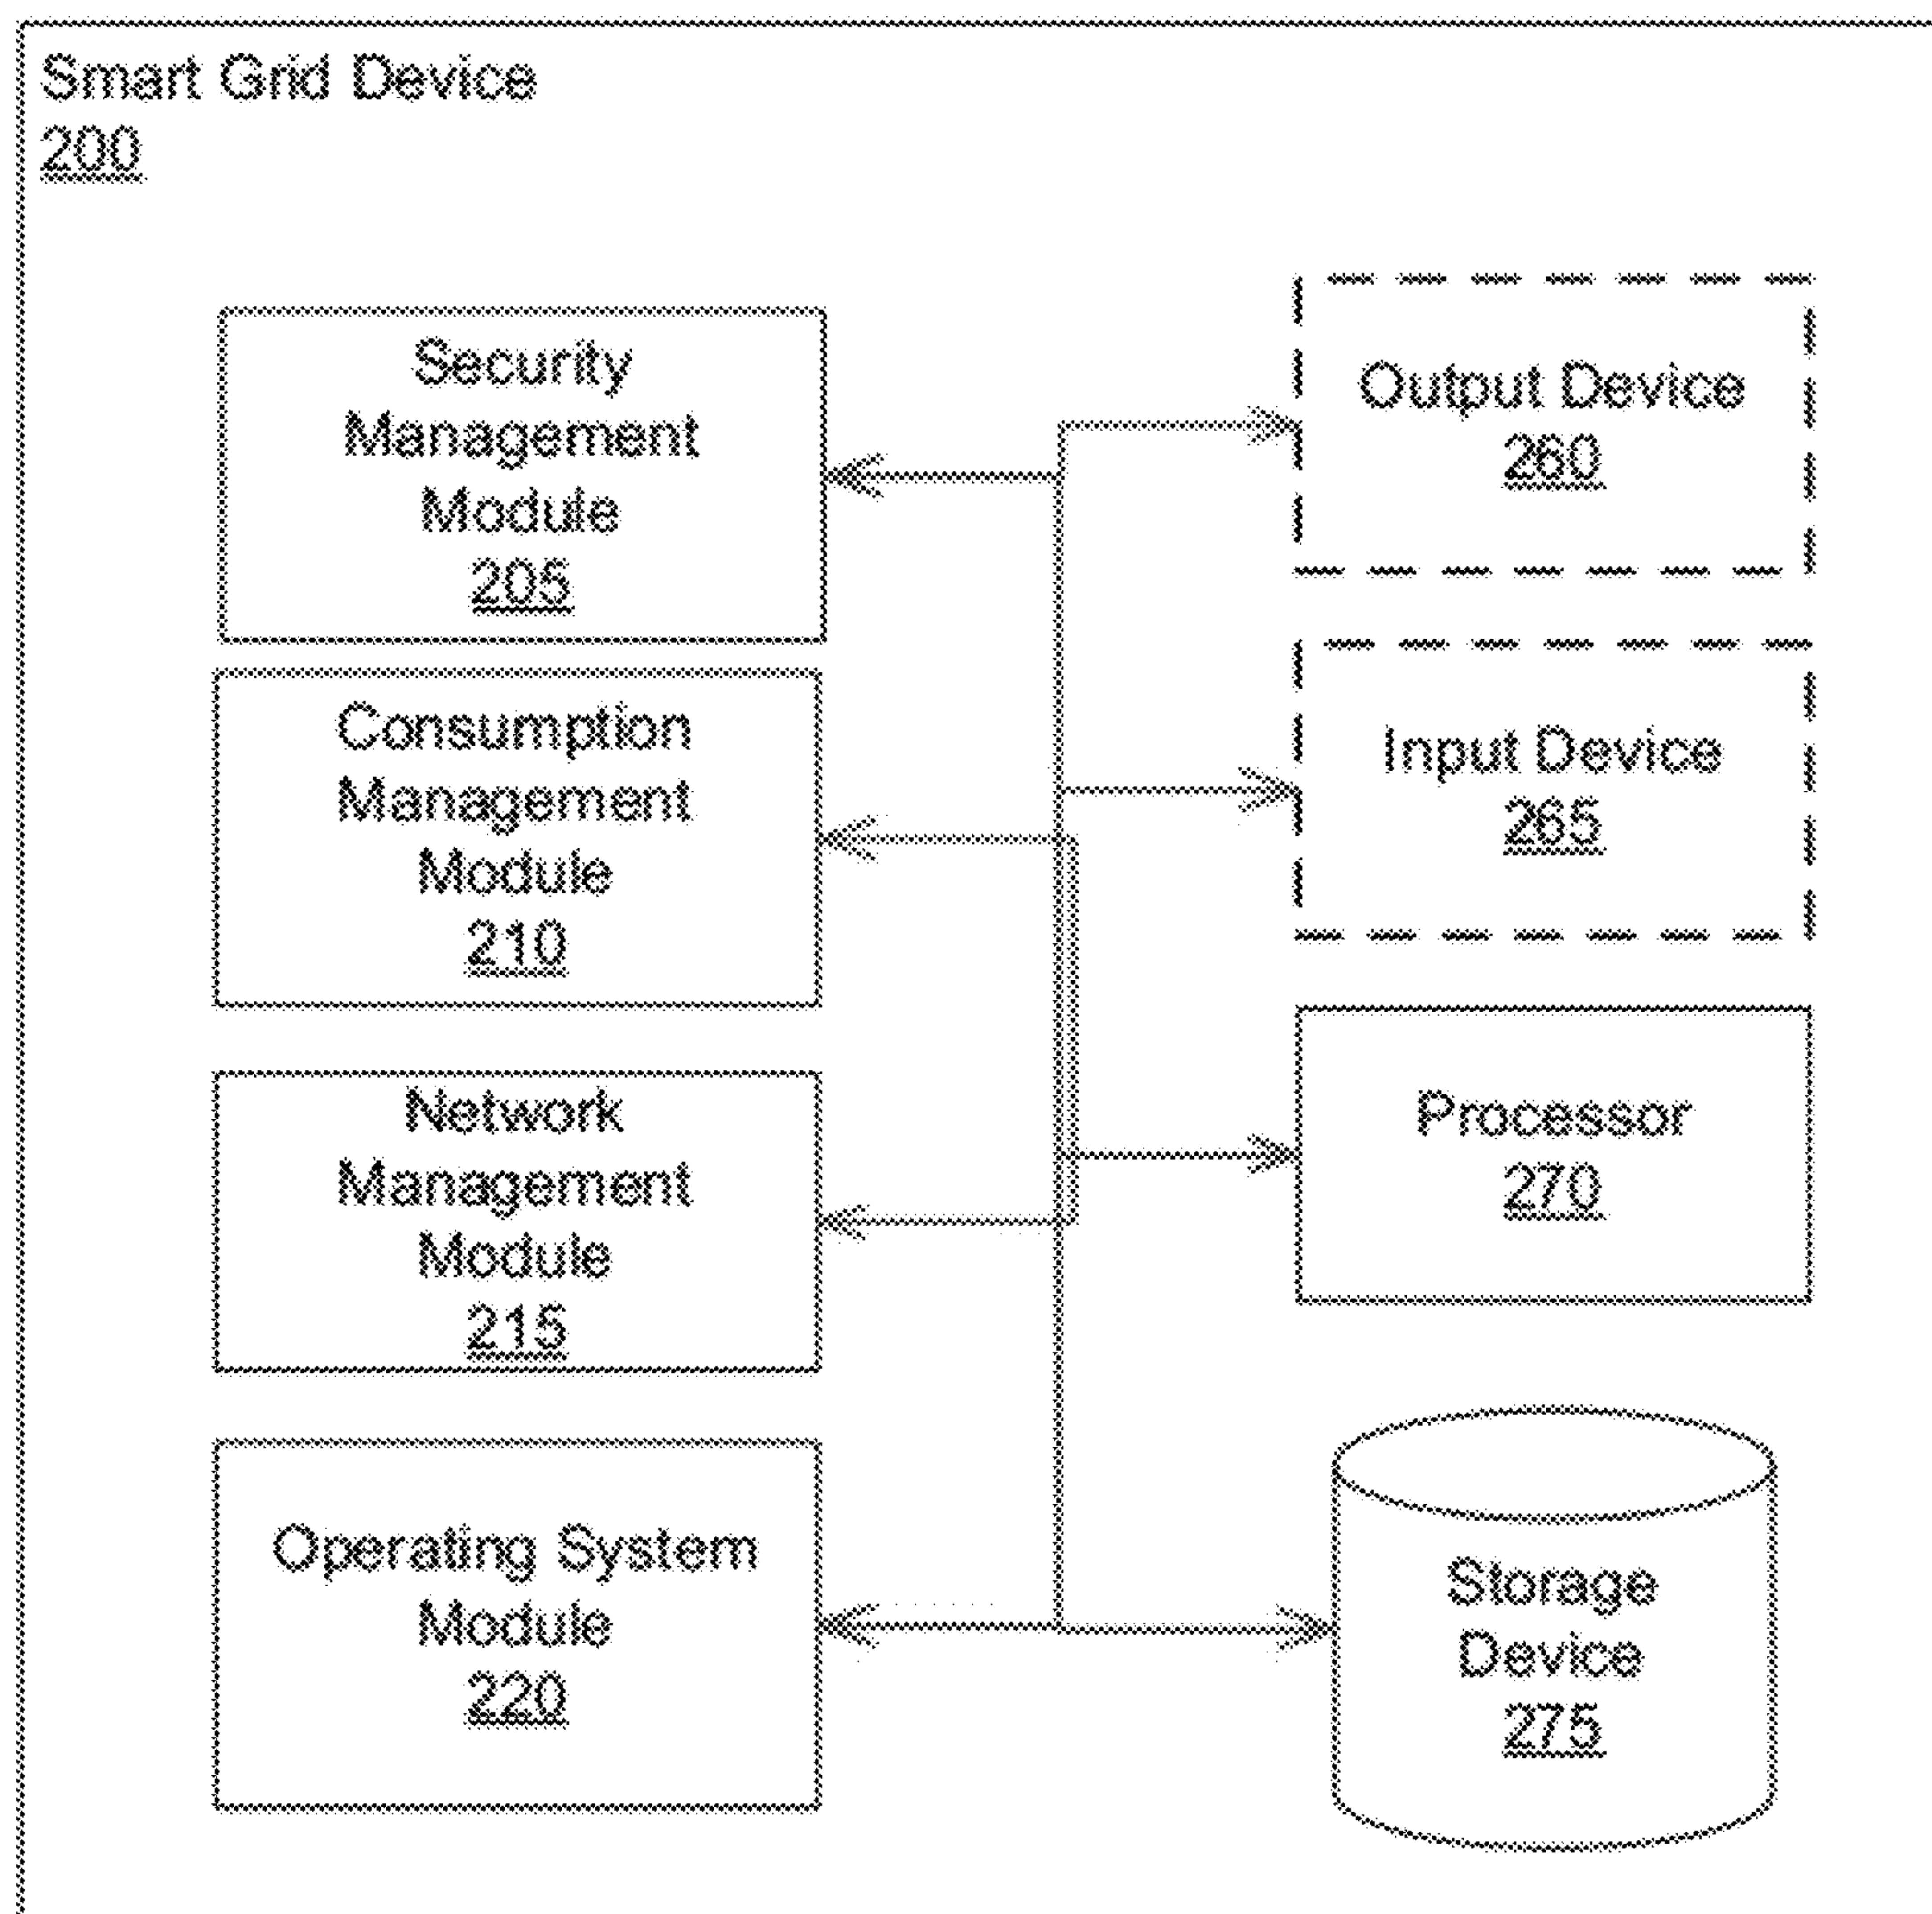 Smart Grid Device
200
Security
Management
Module
205
Consumption
Management
Module
210
Network
Management
Module
215
Operating System
Module
220
Output Device
260
Input Device
265
Processor
270
Storage
Device
275